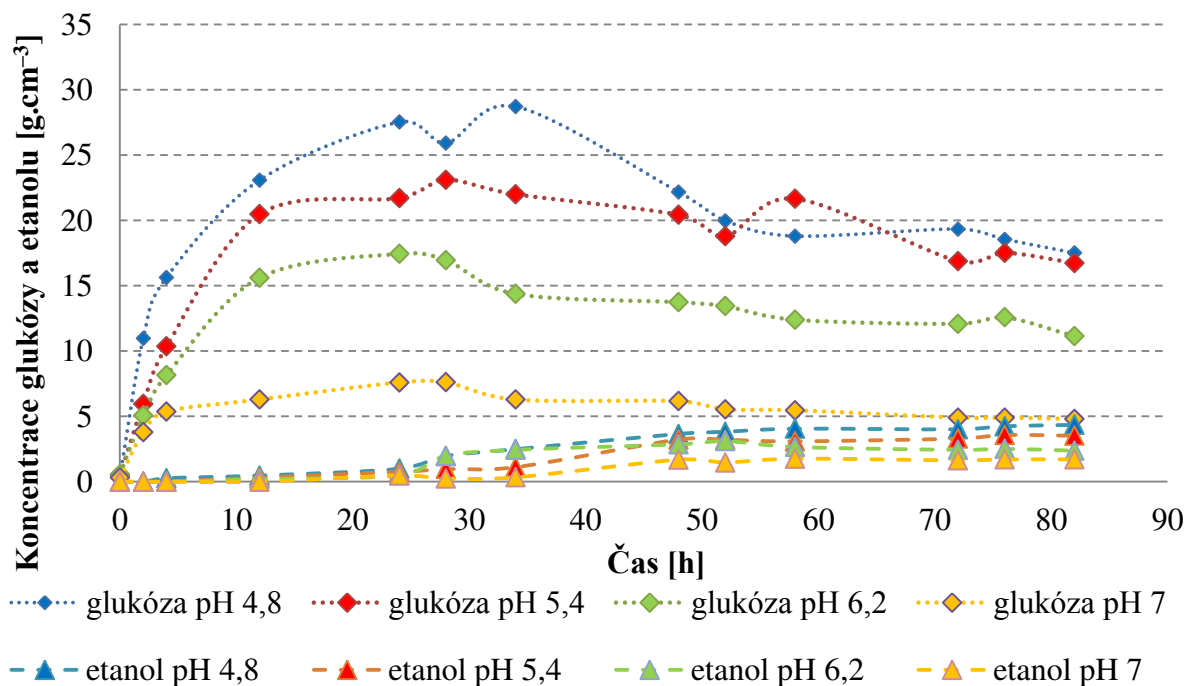 Koncentrace glukózy a etanolu [g.cm⁻³]
35
30
25
20
15
10
5
0
0 10 20 30 40 50 60 70 80 90
Čas [h]
glukóza pH 4,8 glukóza pH 5,4 glukóza pH 6,2 glukóza pH 7
etanol pH 4,8 etanol pH 5,4 etanol pH 6,2 etanol pH 7